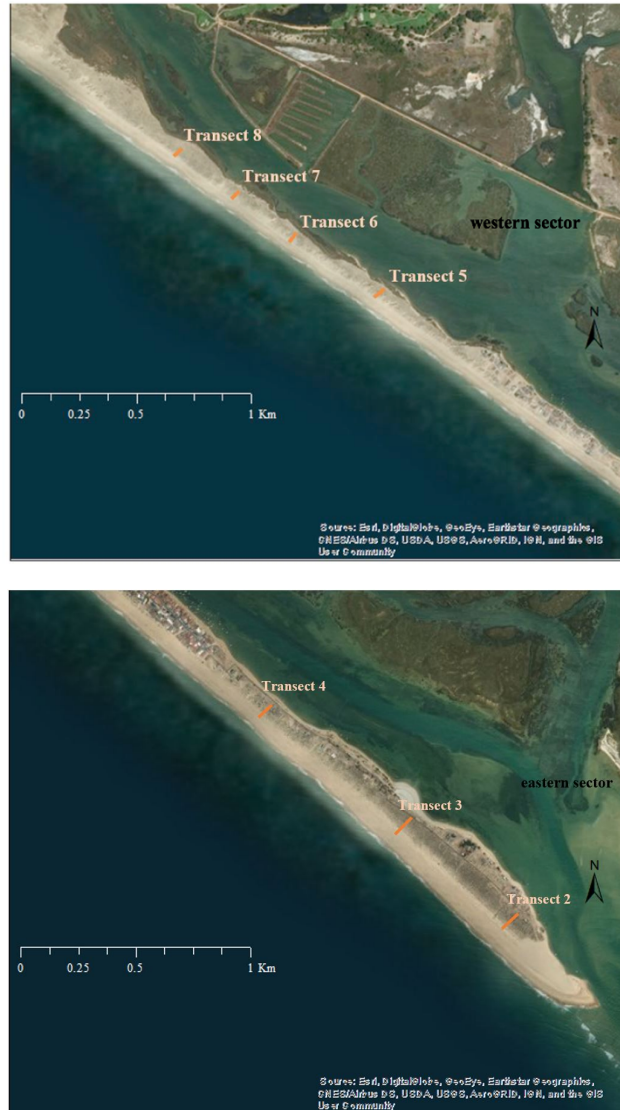 Transect 8
Transect 7
Transect 6
western sector
Transect 5
N
0 0.25 0.5 1 Km
Source: Esri, DigitalGlobe, GeoEye, Earthstar Geographics,
CNES/Airbus DS, USDA, USGS, AeroGRID, IGN, and the GIS
User Community
Transect 4
eastern sector
Transect 3
N
Transect 2
0 0.25 0.5 1 Km
Source: Esri, DigitalGlobe, GeoEye, Earthstar Geographics,
CNES/Airbus DS, USDA, USGS, AeroGRID, IGN, and the GIS
User Community